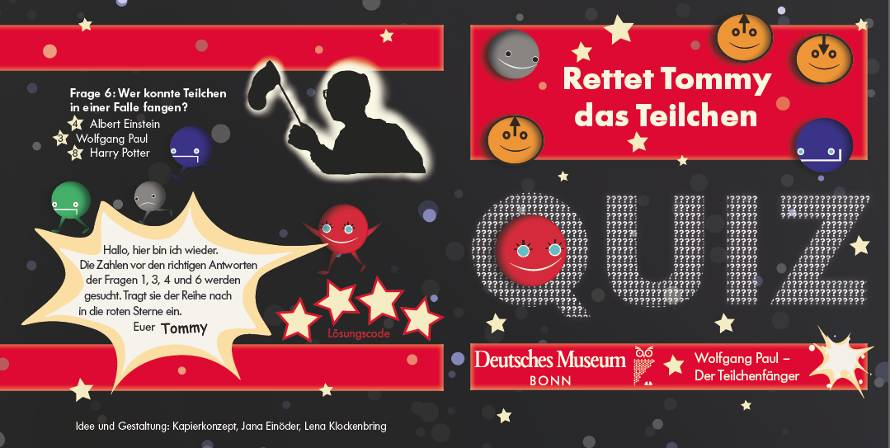 Frage 6: Wer konnte Teilchen
in einer Falle fangen?
4 Albert Einstein
3 Wolfgang Paul
8 Harry Potter
Hallo, hier bin ich wieder.
Die Zahlen vor den richtigen Antworten
der Fragen 1, 3, 4 und 6 werden
gesucht. Tragt sie der Reihe nach
in die roten Sterne ein.
Euer Tommy
Lösungscode
Idee und Gestaltung: Kapierkonzept, Jana Einöder, Lena Klockenbring
Rettet Tommy
das Teilchen
QUIZ
Deutsches Museum
BONN
Wolfgang Paul –
Der Teilchenfänger